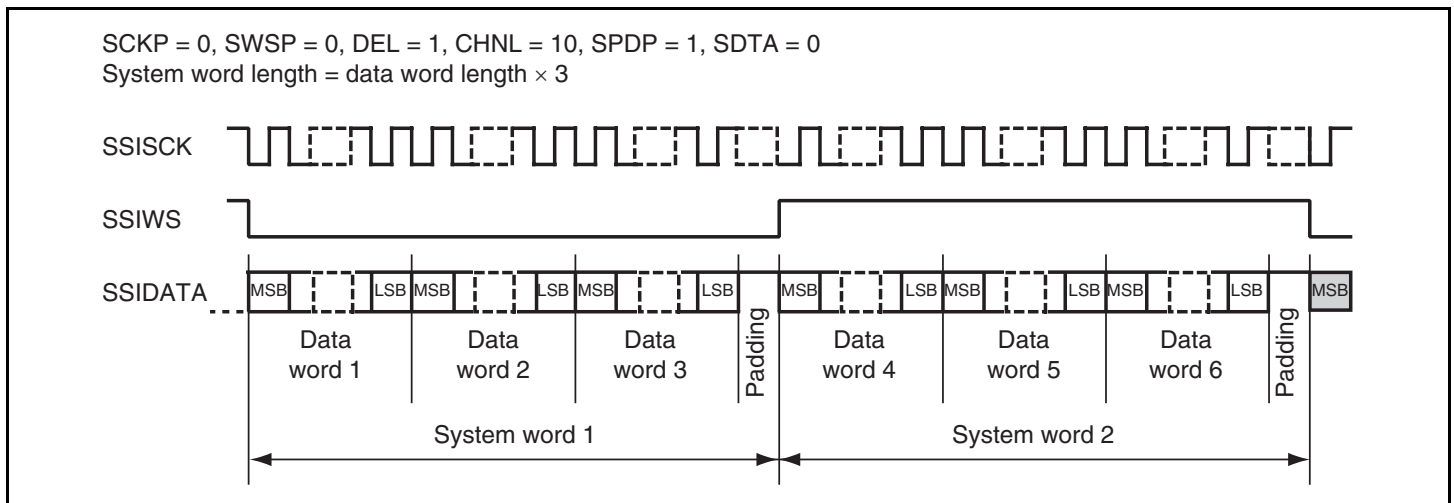 SCKP = 0, SWSP = 0, DEL = 1, CHNL = 10, SPDP = 1, SDTA = 0
System word length = data word length × 3
SSISCK
SSIWS
SSIDATA
MSB LSB MSB LSB MSB LSB MSB LSB MSB LSB MSB LSB MSB
Data word 1
Data word 2
Data word 3
Padding
Data word 4
Data word 5
Data word 6
Padding
System word 1
System word 2